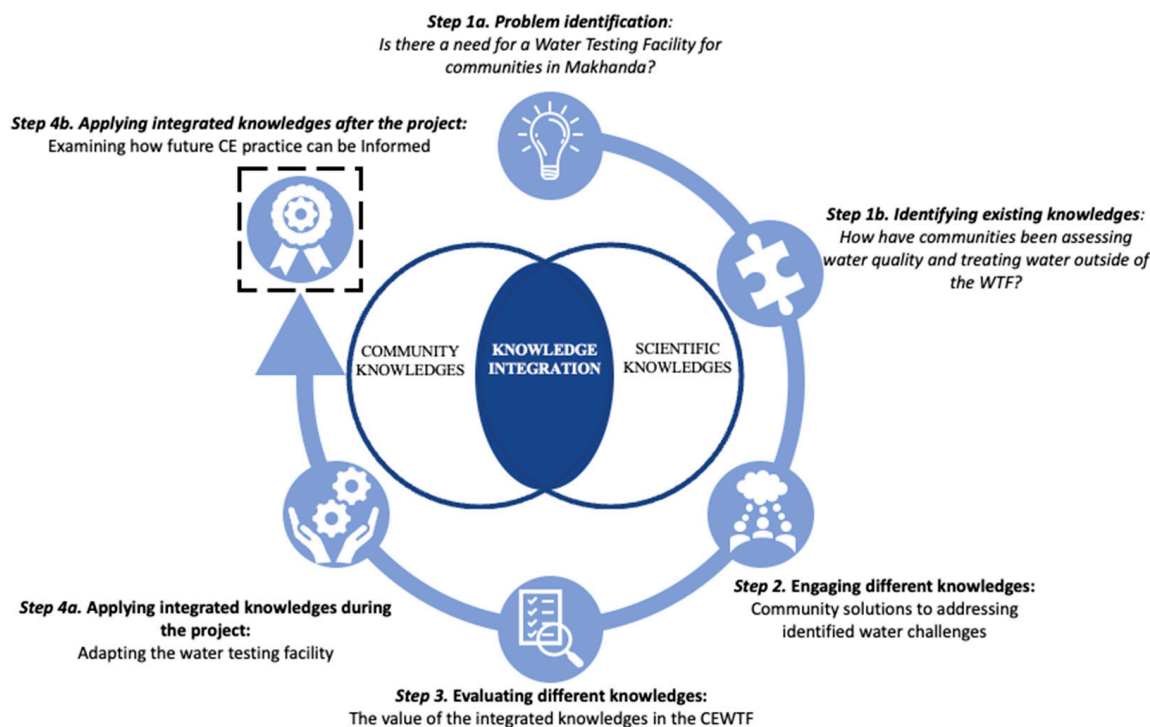 Step 1a. Problem identification:
Is there a need for a Water Testing Facility for
communities in Makhanda?
Step 4b. Applying integrated knowledges after the project:
Examining how future CE practice can be Informed
Step 1b. Identifying existing knowledges:
How have communities been assessing
water quality and treating water outside of
the WTF?
COMMUNITY
KNOWLEDGES
KNOWLEDGE
INTEGRATION
SCIENTIFIC
KNOWLEDGES
Step 2. Engaging different knowledges:
Community solutions to addressing
identified water challenges
Step 4a. Applying integrated knowledges during
the project:
Adapting the water testing facility
Step 3. Evaluating different knowledges:
The value of the integrated knowledges in the CEWTF